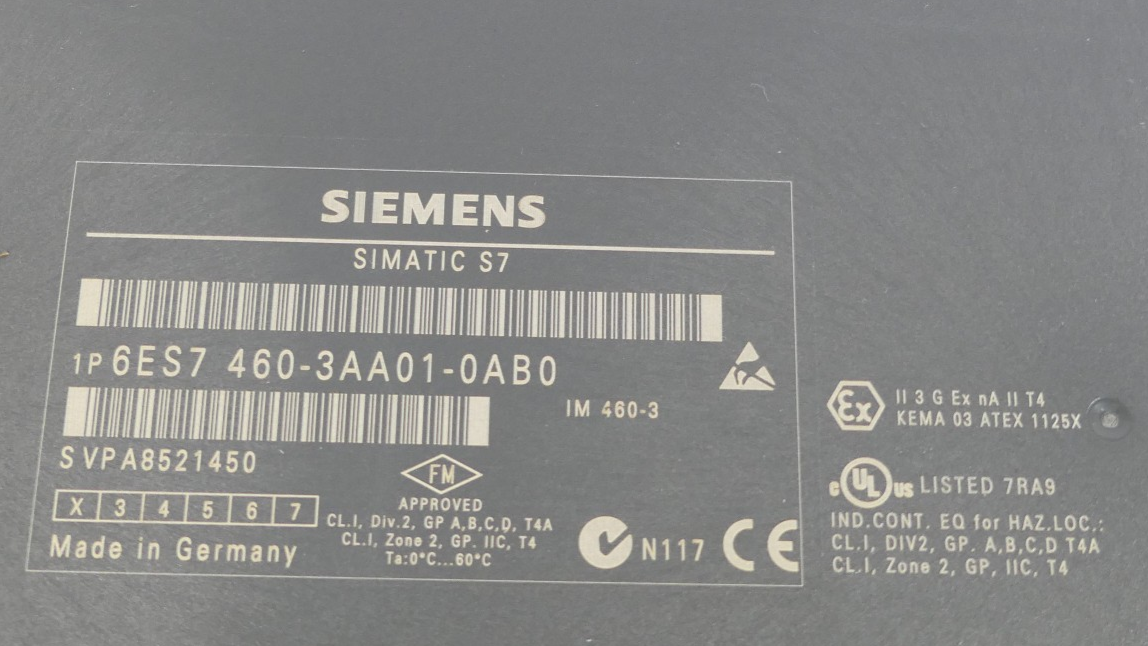 SIEMENS
SIMATIC S7
1P 6ES7 460-3AA01-0AB0
IM 460-3
S VPA8521450
X 3 4 5 6 7
Made in Germany
FM
APPROVED
CL.I, Div.2, GP A,B,C,D, T4A
CL.I, Zone 2, GP. IIC, T4
Ta:0°C...60°C
N117 CE
Ex II 3 G Ex nA II T4
KEMA 03 ATEX 1125X
c UL US LISTED 7RA9
IND.CONT. EQ for HAZ.LOC.:
CL.I, DIV2, GP. A,B,C,D T4A
CL.I, Zone 2, GP, IIC, T4